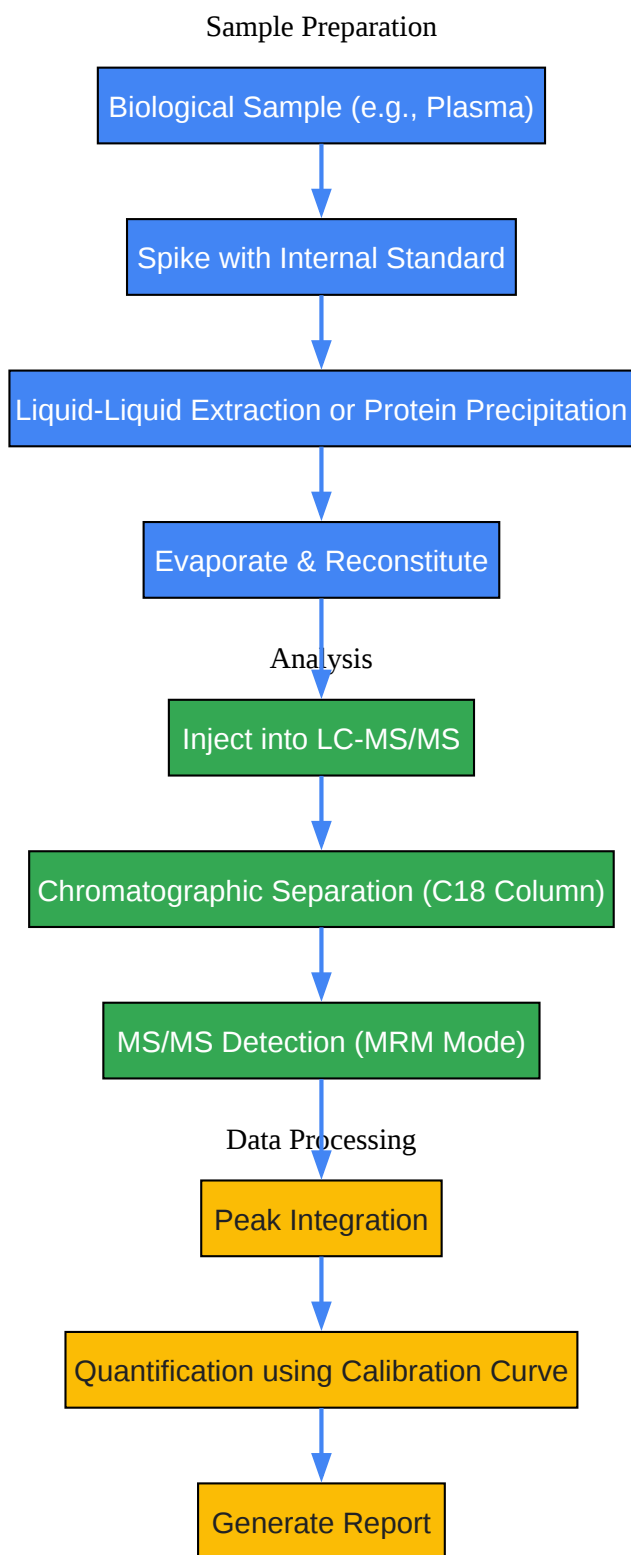 Sample Preparation
Biological Sample (e.g., Plasma)
Spike with Internal Standard
Liquid-Liquid Extraction or Protein Precipitation
Evaporate & Reconstitute
Analysis
Inject into LC-MS/MS
Chromatographic Separation (C18 Column)
MS/MS Detection (MRM Mode)
Data Processing
Peak Integration
Quantification using Calibration Curve
Generate Report